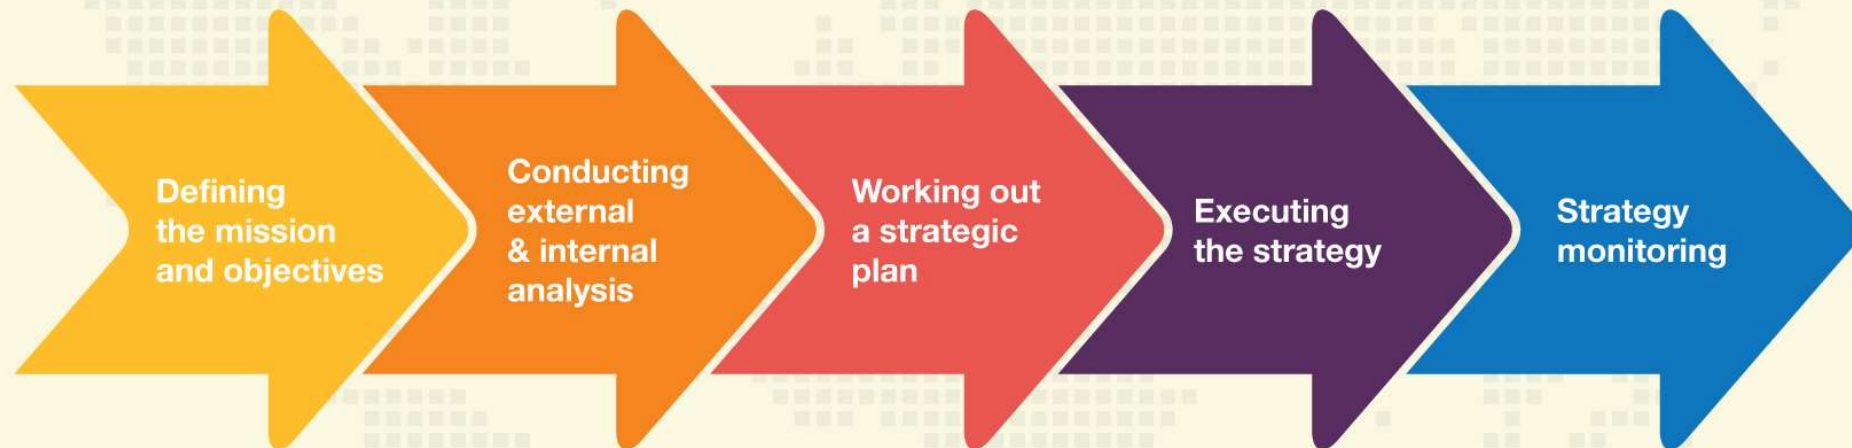 Defining
the mission
and objectives
Conducting
external
& internal
analysis
Working out
a strategic
plan
Executing
the strategy
Strategy
monitoring